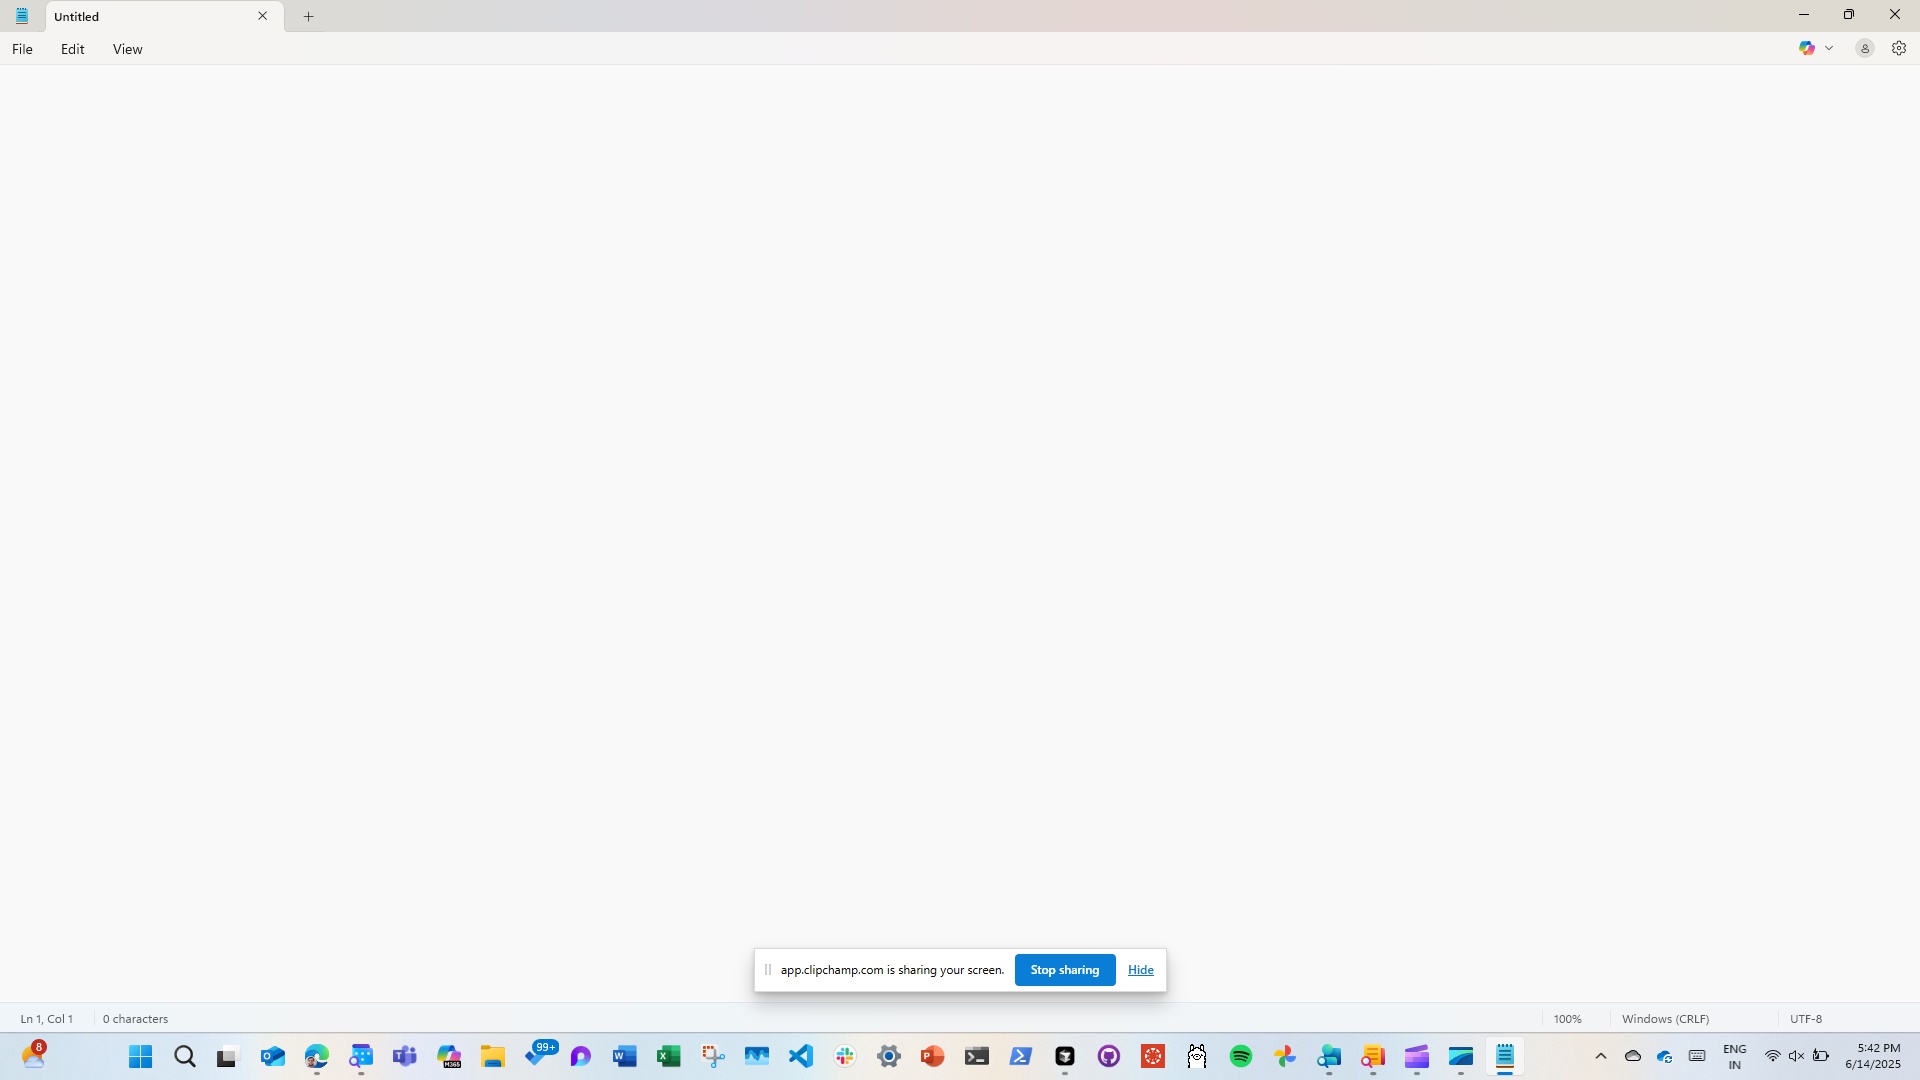 Untitled
File Edit View
app.clipchamp.com is sharing your screen. Stop sharing Hide
Ln 1, Col 1 0 characters 100% Windows (CRLF) UTF-8
8 M365 99+ ENG 5:42 PM
IN 6/14/2025